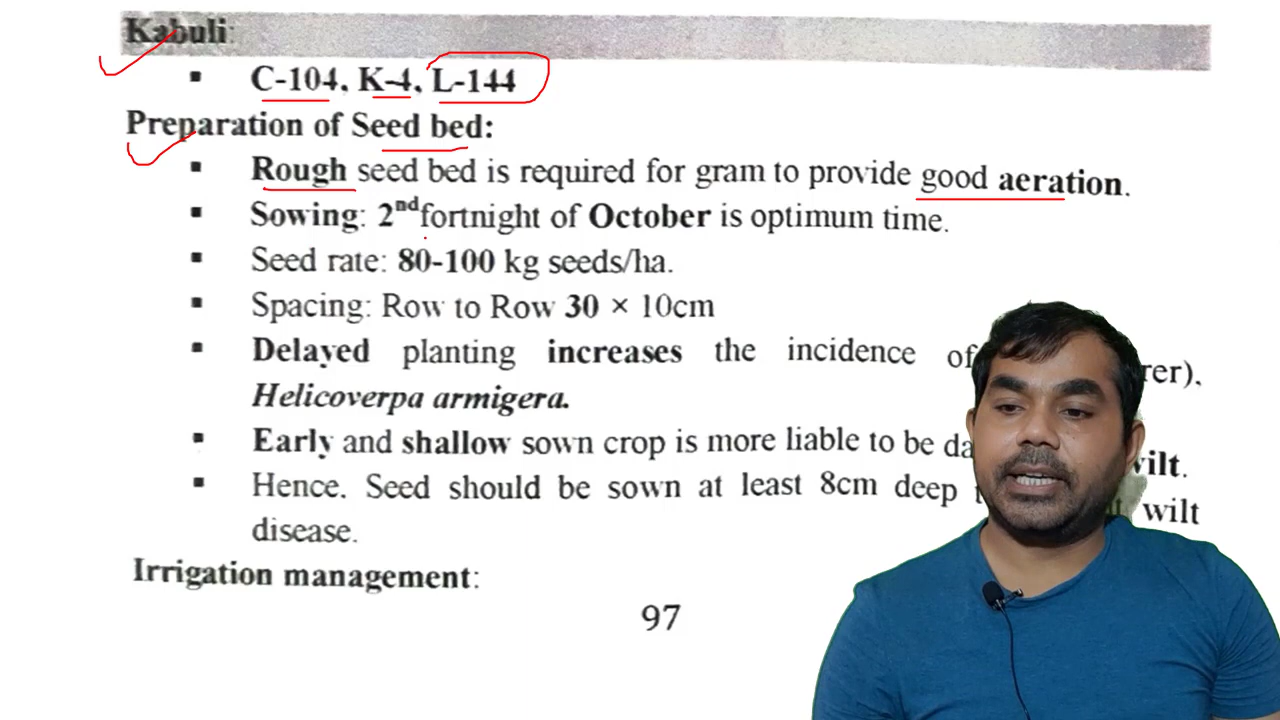 Kabuli:
▪ C-104, K-4, L-144
Preparation of Seed bed:
▪ Rough seed bed is required for gram to provide good aeration.
▪ Sowing: 2nd fortnight of October is optimum time.
▪ Seed rate: 80-100 kg seeds/ha.
▪ Spacing: Row to Row 30 × 10cm
▪ Delayed planting increases the incidence of rer).
Helicoverpa armigera.
▪ Early and shallow sown crop is more liable to be wilt.
▪ Hence. Seed should be sown at least 8cm deep wilt
disease.
Irrigation management:
97